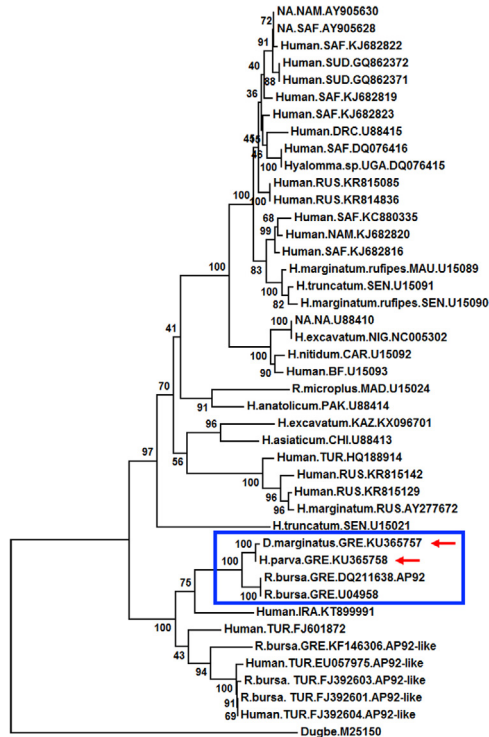 NA.NAM.AY905630
72
NA.SAF.AY905628
91
Human.SAF.KJ682822
40
Human.SUD.GQ862372
88
Human.SUD.GQ862371
36
Human.SAF.KJ682819
Human.SAF.KJ682823
Human.DRC.U88415
46
Human.SAF.DQ076416
100
Hyalomma.sp.UGA.DQ076415
Human.RUS.KR815085
100
Human.RUS.KR814836
100
68
Human.SAF.KC880335
99
Human.NAM.KJ682820
Human.SAF.KJ682816
83
H.marginatum.rufipes.MAU.U15089
100
H.truncatum.SEN.U15091
82
H.marginatum.rufipes.SEN.U15090
100
100
NA.NA.U88410
H.excavatum.NIG.NC005302
100
H.nitidum.CAR.U15092
90
Human.BF.U15093
41
R.microplus.MAD.U15024
91
H.anatolicum.PAK.U88414
70
96
H.excavatum.KAZ.KX096701
H.asiaticum.CHI.U88413
56
Human.TUR.HQ188914
97
100
Human.RUS.KR815142
96
Human.RUS.KR815129
96
H.marginatum.RUS.AY277672
H.truncatum.SEN.U15021
100
D.marginatus.GRE.KU365757
100
H.parva.GRE.KU365758
R.bursa.GRE.DQ211638.AP92
75
100
R.bursa.GRE.U04958
Human.IRA.KT899991
100
Human.TUR.FJ601872
43
R.bursa.GRE.KF146306.AP92-like
94
Human.TUR.EU057975.AP92-like
100
R.bursa. TUR.FJ392603.AP92-like
91
R.bursa. TUR.FJ392601.AP92-like
69
Human.TUR.FJ392604.AP92-like
Dugbe.M25150